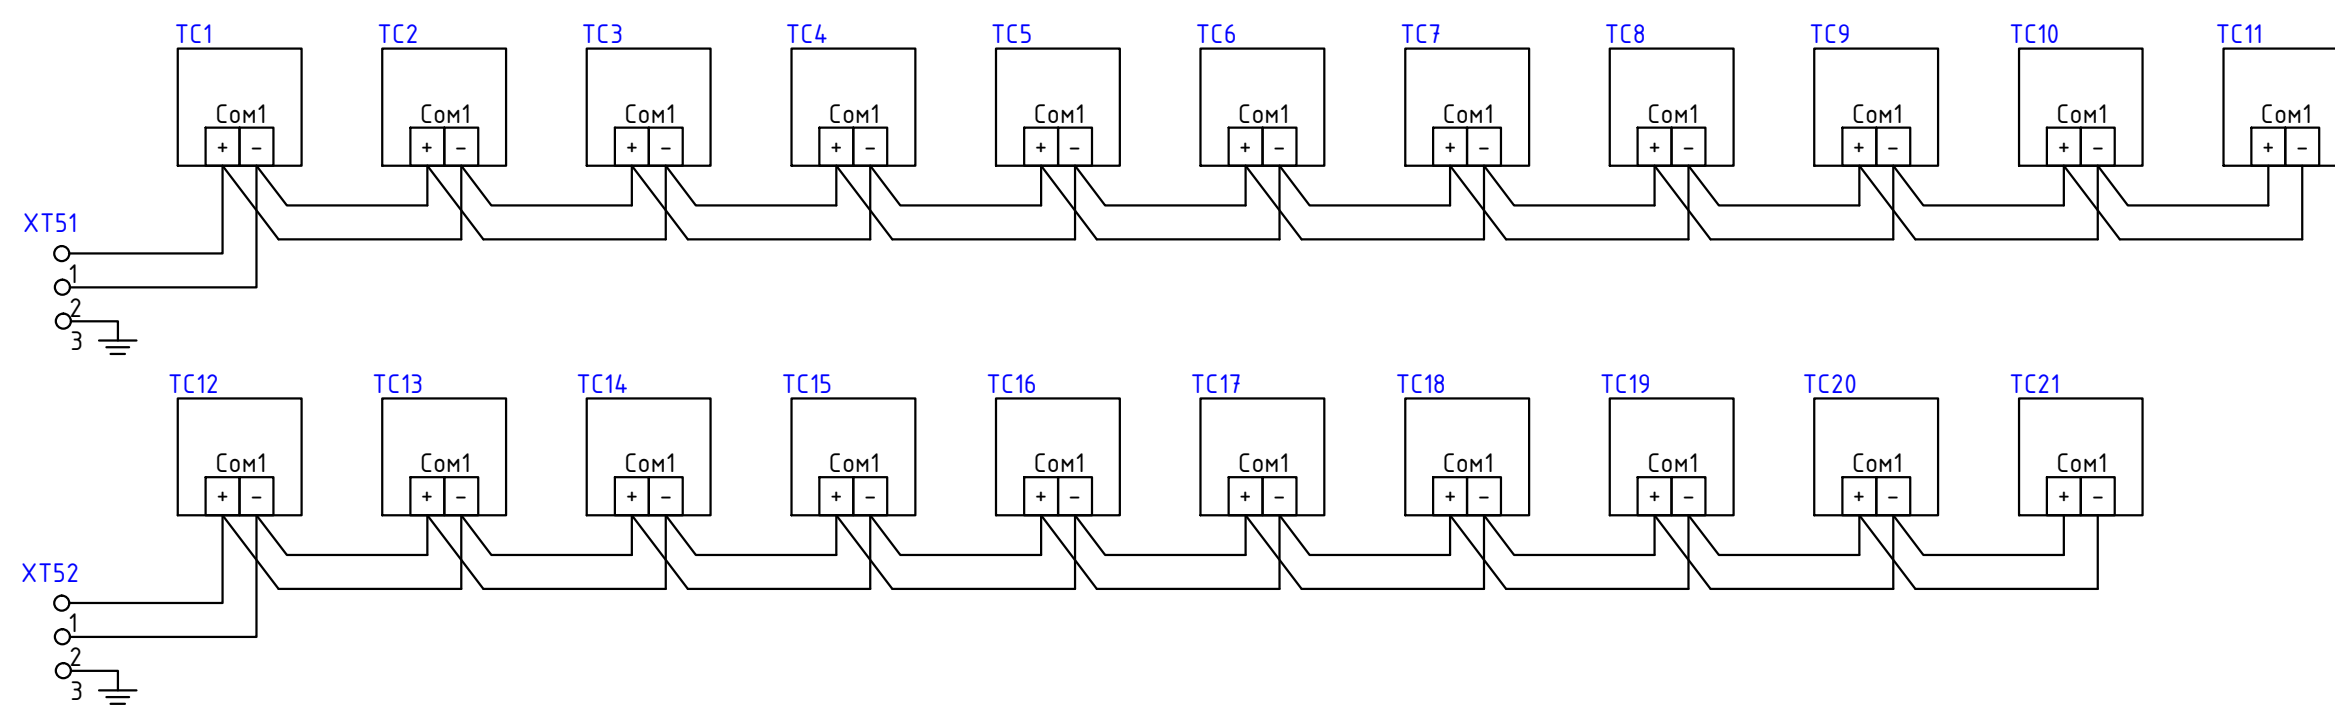 TC1 TC2 TC3 TC4 TC5 TC6 TC7 TC8 TC9 TC10 TC11
Com1 Com1 Com1 Com1 Com1 Com1 Com1 Com1 Com1 Com1 Com1
+ - + - + - + - + - + - + - + - + - + - + -
XT51
1
2
3
TC12 TC13 TC14 TC15 TC16 TC17 TC18 TC19 TC20 TC21
Com1 Com1 Com1 Com1 Com1 Com1 Com1 Com1 Com1 Com1
+ - + - + - + - + - + - + - + - + - + -
XT52
1
2
3